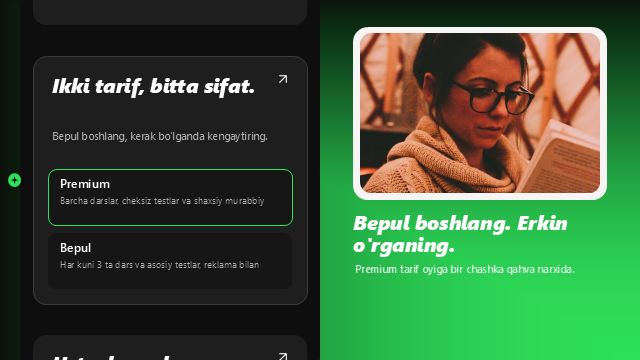 Ikki tarif, bitta sifat.
Bepul boshlang, kerak bo'lganda kengaytiring.
Premium
Barcha darslar, cheksiz testlar va shaxsiy murabbiy
Bepul
Har kuni 3 ta dars va asosiy testlar, reklama bilan
Bepul boshlang. Erkin
o'rganing.
Premium tarif oyiga bir chashka qahva narxida.